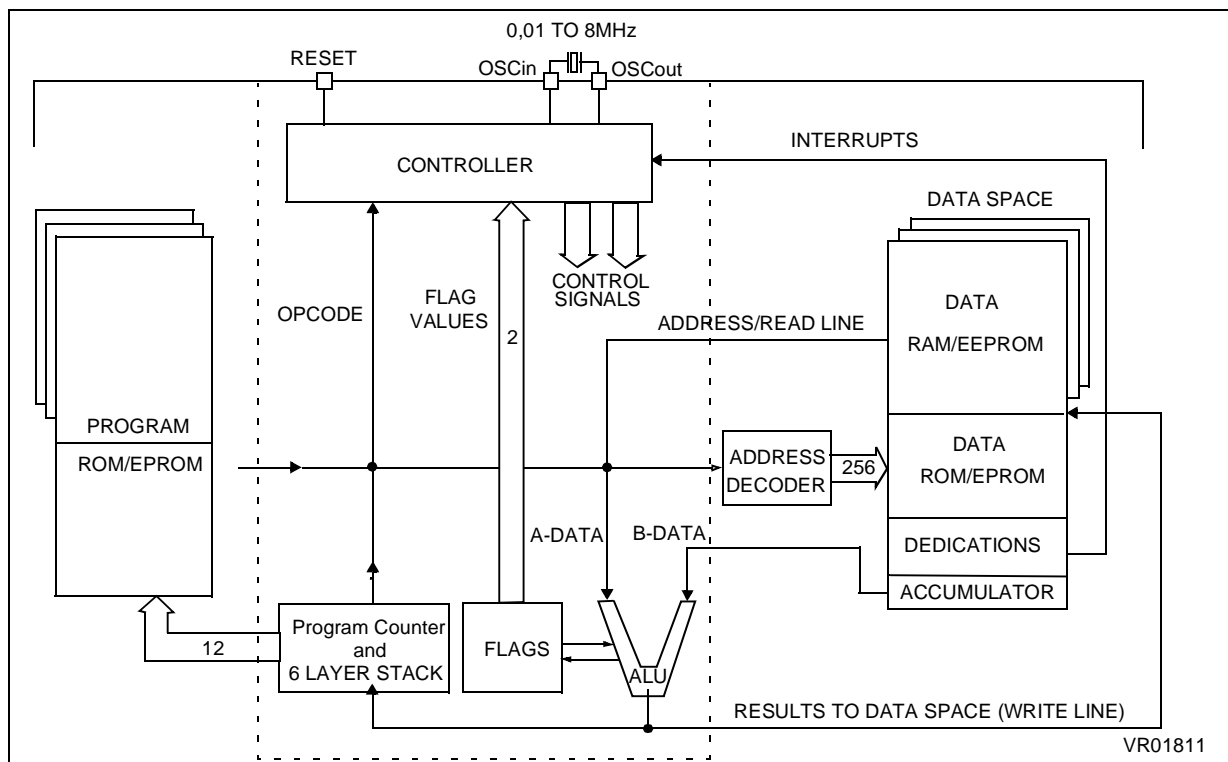 0,01 TO 8MHz
RESET
OSCin
OSCout
CONTROLLER
INTERRUPTS
DATA SPACE
OPCODE
FLAG
VALUES
2
CONTROL
SIGNALS
ADDRESS/READ LINE
DATA
RAM/EEPROM
PROGRAM
ROM/EPROM
ADDRESS
DECODER
256
DATA
ROM/EPROM
A-DATA
B-DATA
DEDICATIONS
ACCUMULATOR
12
Program Counter
and
6 LAYER STACK
FLAGS
ALU
RESULTS TO DATA SPACE (WRITE LINE)
VR01811